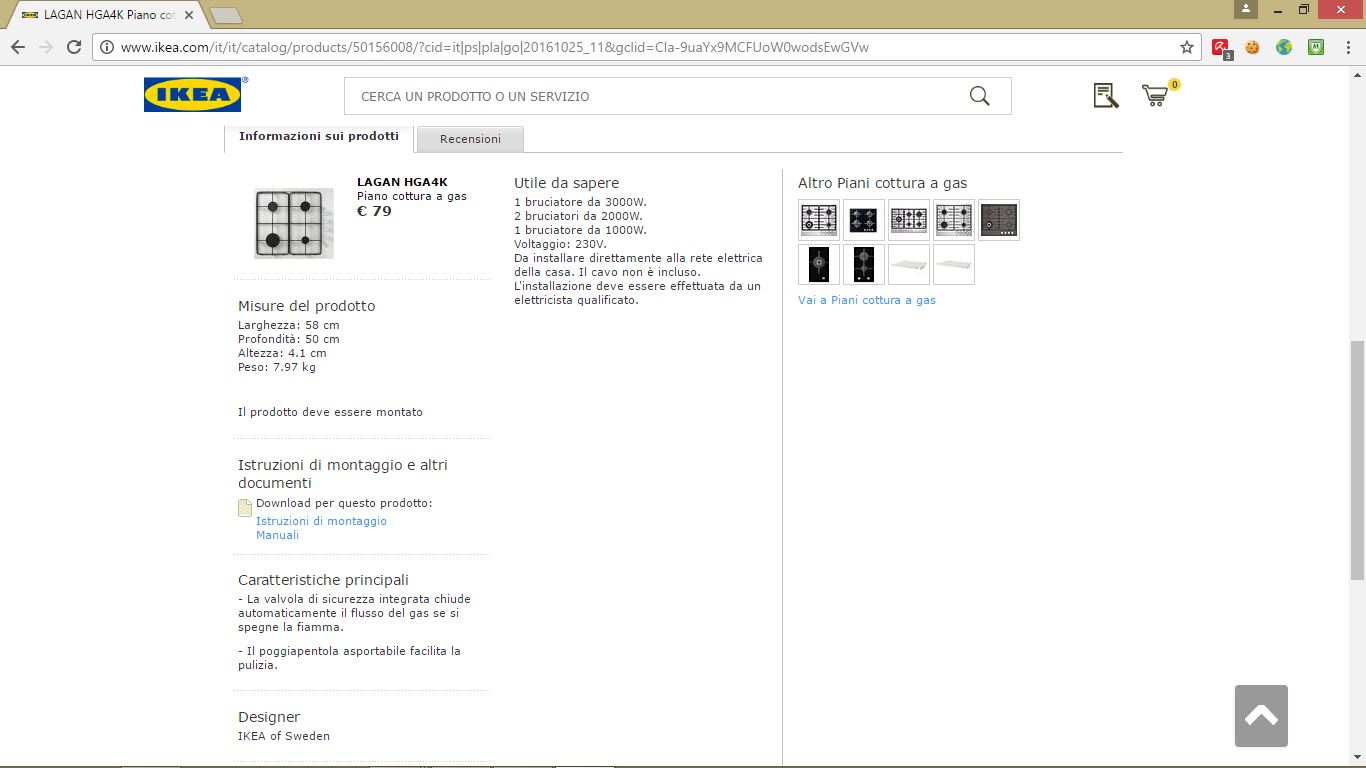 LAGAN HGA4K Piano cot
www.ikea.com/it/it/catalog/products/50156008/?cid=it|ps|pla|go|20161025_11&gclid=CIa-9uaYx9MCFUoW0wodsEwGVw
3
IKEA®
CERCA UN PRODOTTO O UN SERVIZIO
0
Informazioni sui prodotti
Recensioni
LAGAN HGA4K
Piano cottura a gas
€ 79
Misure del prodotto
Larghezza: 58 cm
Profondità: 50 cm
Altezza: 4.1 cm
Peso: 7.97 kg
Il prodotto deve essere montato
Istruzioni di montaggio e altri
documenti
Download per questo prodotto:
Istruzioni di montaggio
Manuali
Caratteristiche principali
- La valvola di sicurezza integrata chiude
automaticamente il flusso del gas se si
spegne la fiamma.
- Il poggiapentola asportabile facilita la
pulizia.
Designer
IKEA of Sweden
Utile da sapere
1 bruciatore da 3000W.
2 bruciatori da 2000W.
1 bruciatore da 1000W.
Voltaggio: 230V.
Da installare direttamente alla rete elettrica
della casa. Il cavo non è incluso.
L'installazione deve essere effettuata da un
elettricista qualificato.
Altro Piani cottura a gas
Vai a Piani cottura a gas